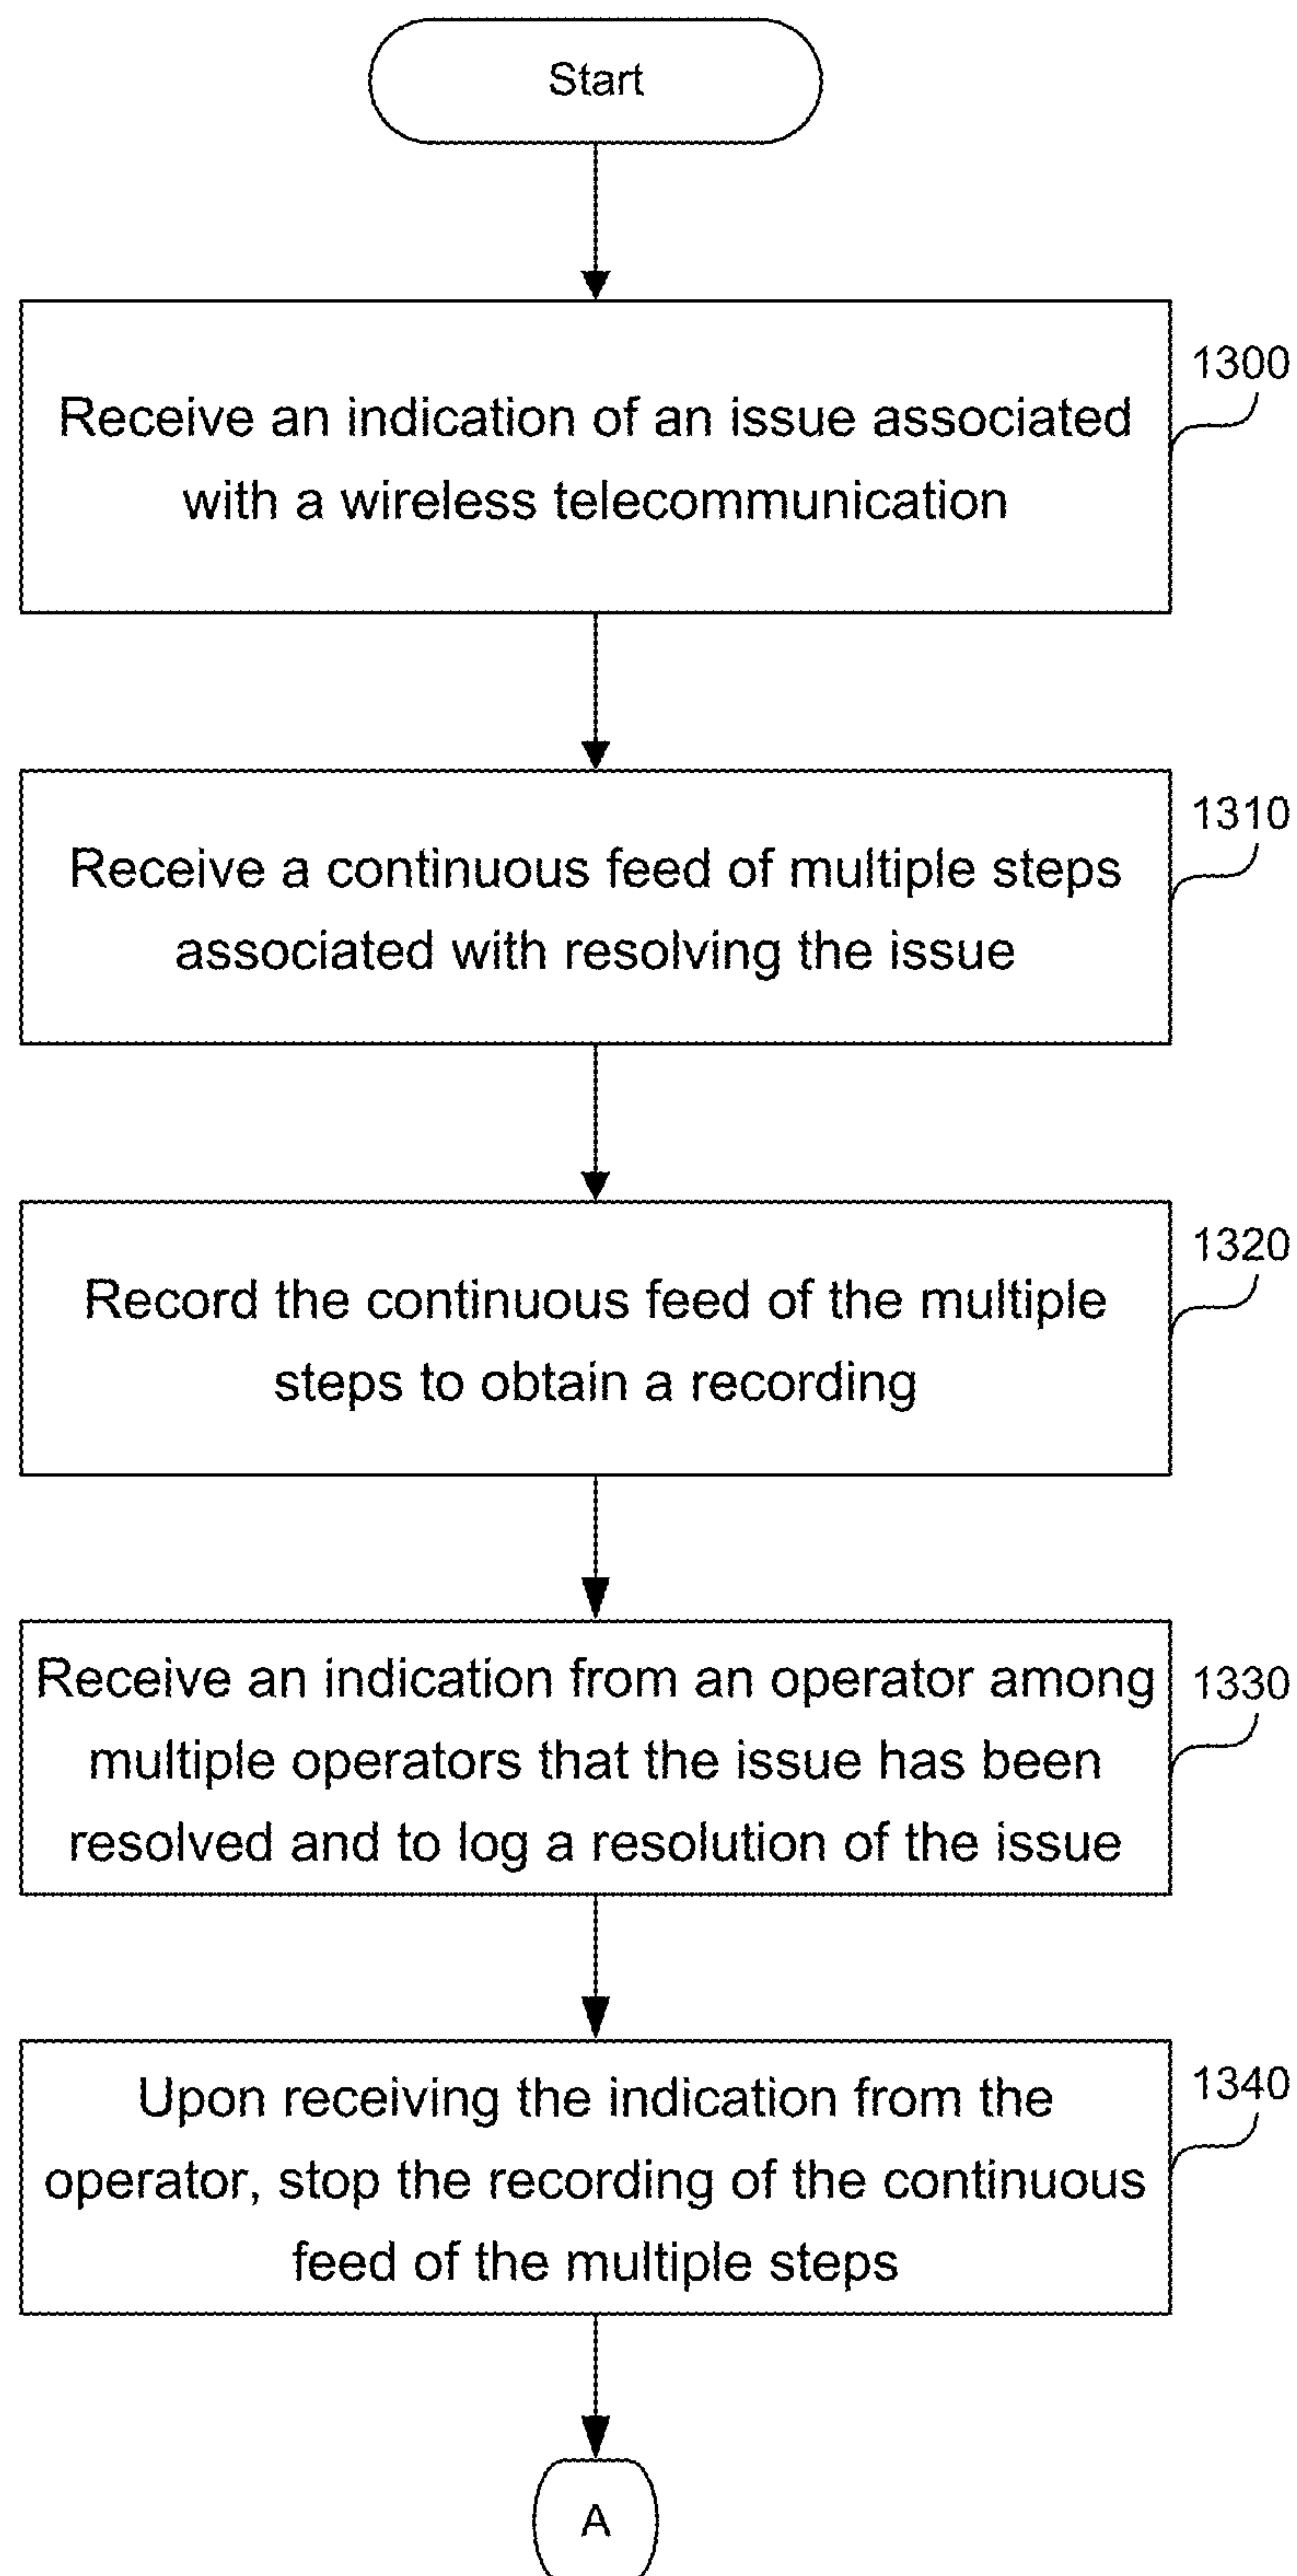 Start
Receive an indication of an issue associated
with a wireless telecommunication
1300
Receive a continuous feed of multiple steps
associated with resolving the issue
1310
Record the continuous feed of the multiple
steps to obtain a recording
1320
Receive an indication from an operator among
multiple operators that the issue has been
resolved and to log a resolution of the issue
1330
Upon receiving the indication from the
operator, stop the recording of the continuous
feed of the multiple steps
1340
A